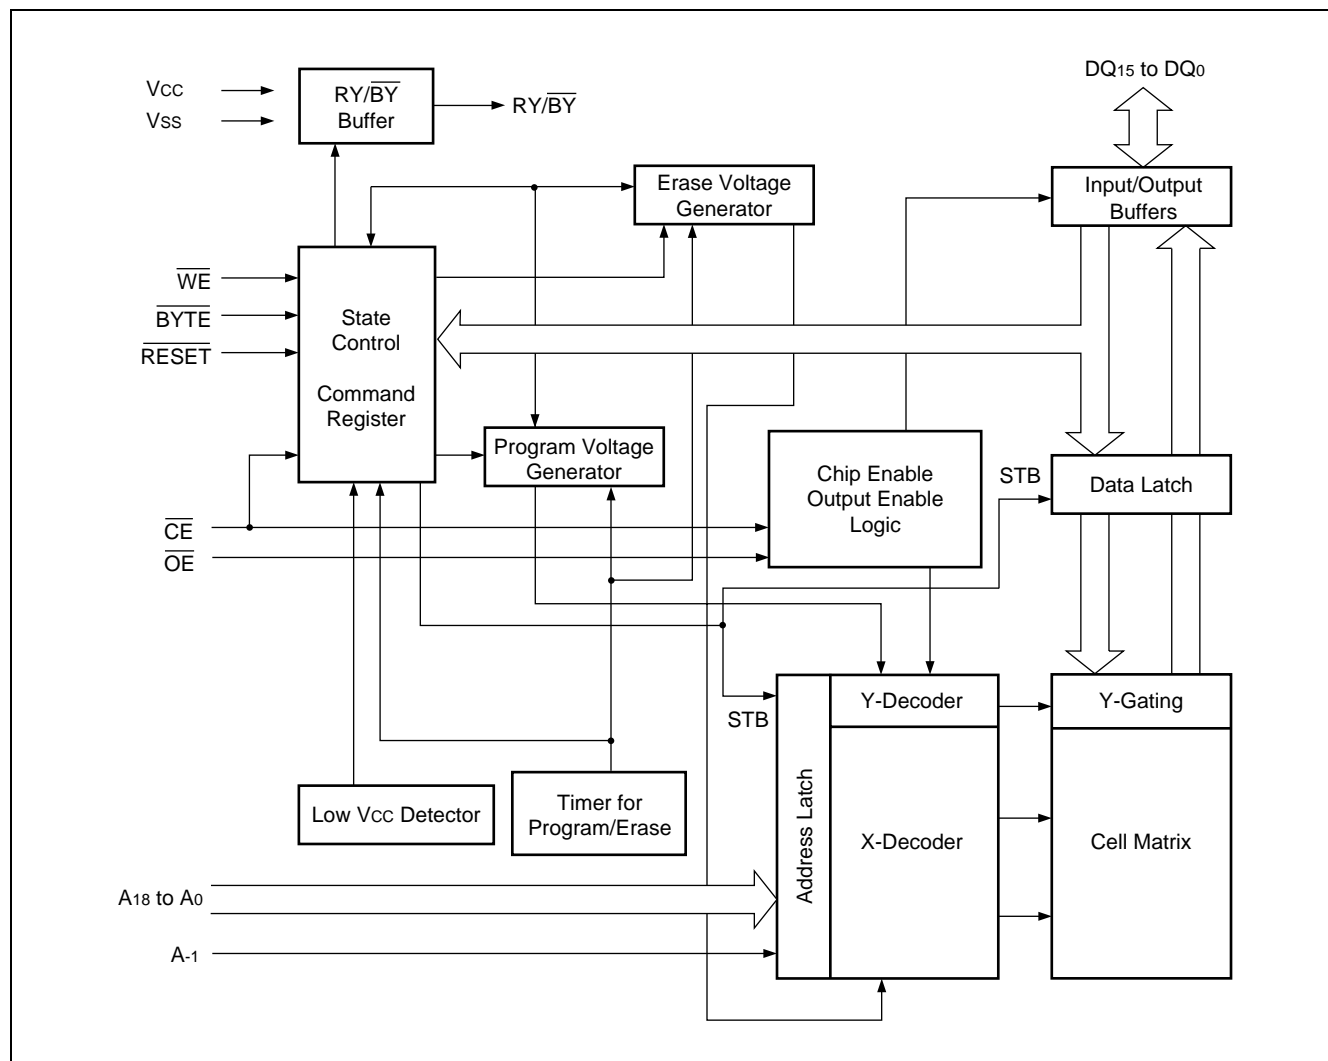 VCC
VSS
RY/BY
Buffer
RY/BY
DQ15 to DQ0
Erase Voltage
Generator
Input/Output
Buffers
WE
BYTE
RESET
State
Control
Command
Register
Program Voltage
Generator
Chip Enable
Output Enable
Logic
STB
Data Latch
CE
OE
STB
Address Latch
Y-Decoder
Y-Gating
Low VCC Detector
Timer for
Program/Erase
X-Decoder
Cell Matrix
A18 to A0
A-1